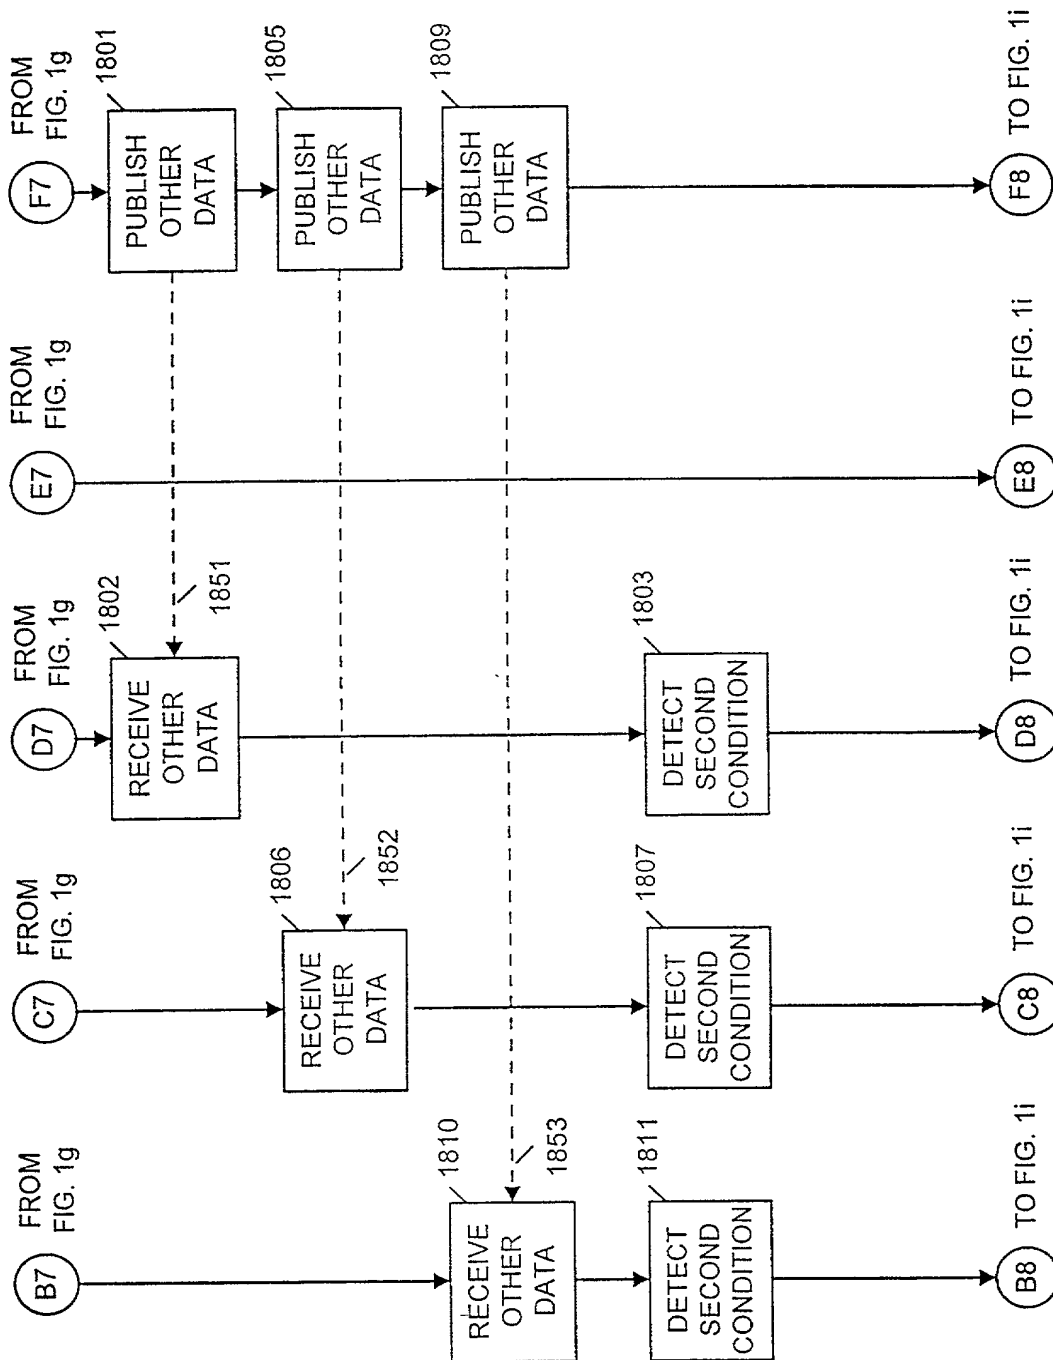 B7
FROM
FIG. 1g
C7
FROM
FIG. 1g
D7
FROM
FIG. 1g
E7
FROM
FIG. 1g
F7
FROM
FIG. 1g
1801
PUBLISH
OTHER
DATA
1802
RECEIVE
OTHER
DATA
1851
1805
PUBLISH
OTHER
DATA
1806
RECEIVE
OTHER
DATA
1852
1809
PUBLISH
OTHER
DATA
1810
RECEIVE
OTHER
DATA
1853
1811
DETECT
SECOND
CONDITION
1807
DETECT
SECOND
CONDITION
1803
DETECT
SECOND
CONDITION
B8
TO FIG. 1i
C8
TO FIG. 1i
D8
TO FIG. 1i
E8
TO FIG. 1i
F8
TO FIG. 1i